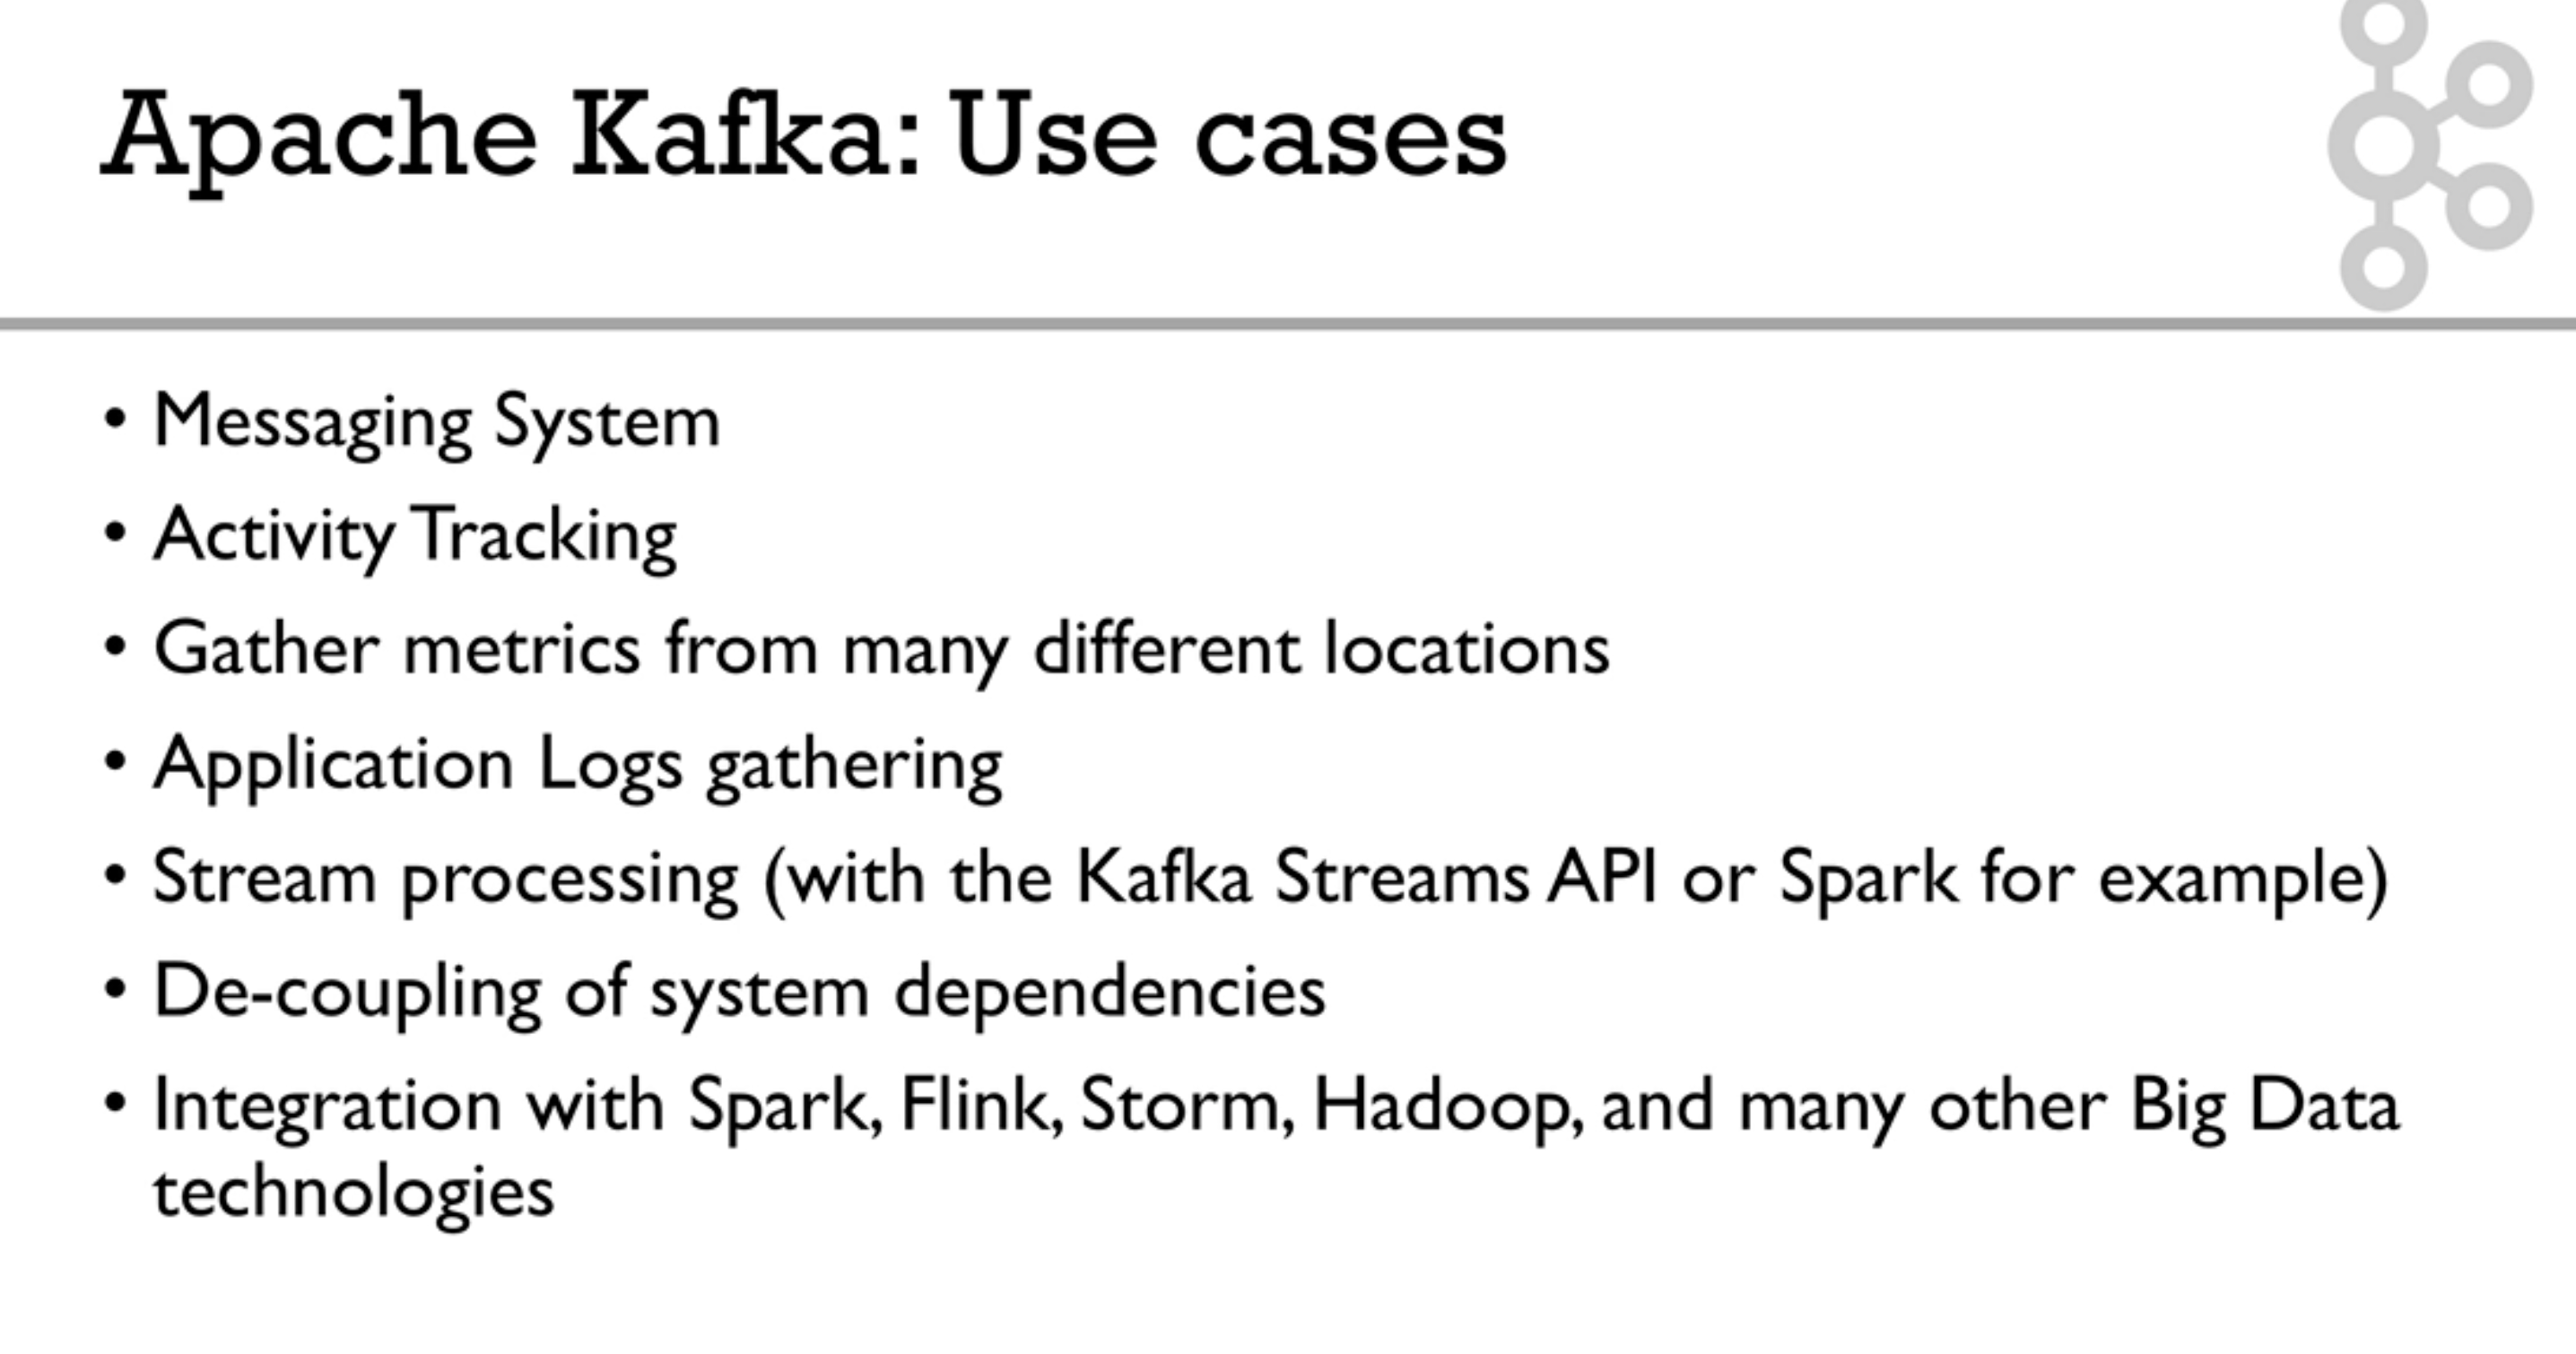 Apache Kafka: Use cases
• Messaging System
• Activity Tracking
• Gather metrics from many different locations
• Application Logs gathering
• Stream processing (with the Kafka Streams API or Spark for example)
• De-coupling of system dependencies
• Integration with Spark, Flink, Storm, Hadoop, and many other Big Data
technologies